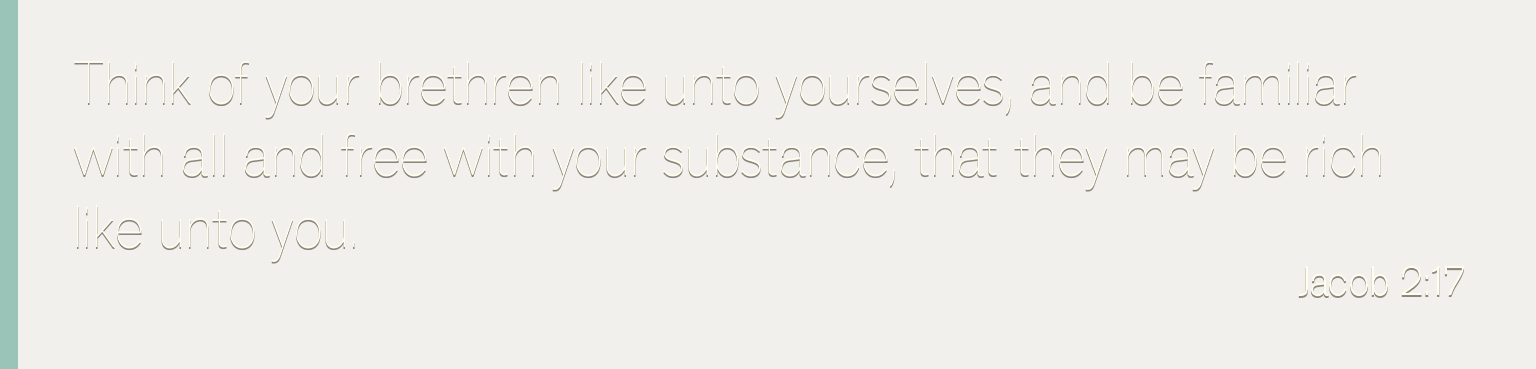 Think of your brethren like unto yourselves, and be familiar
with all and free with your substance, that they may be rich
like unto you.
Jacob 2:17